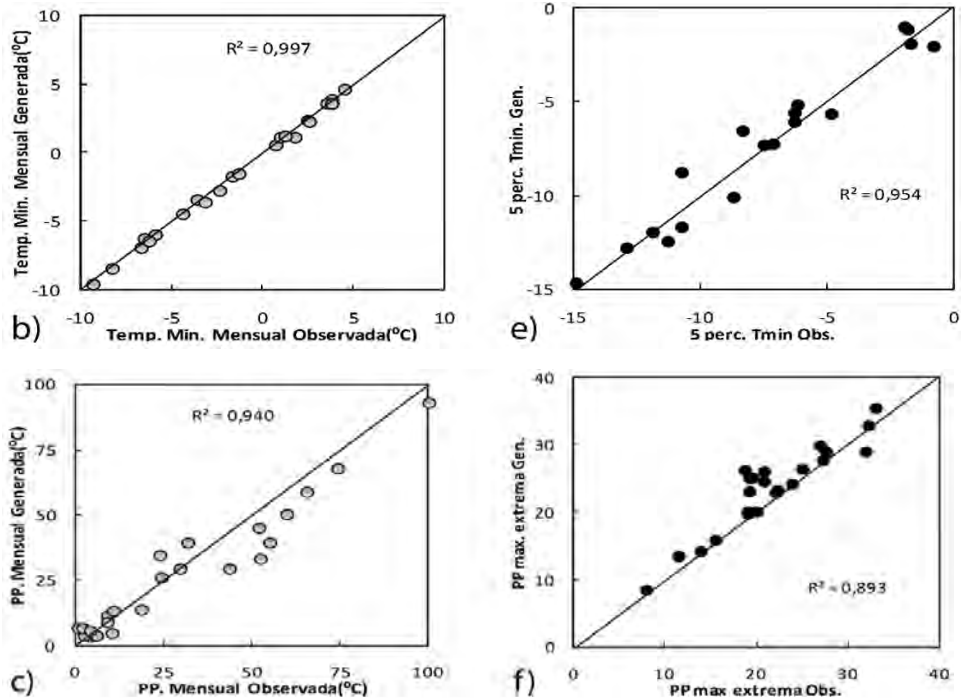 10
5
0
-5
-10
-10
-5
0
5
10
R² = 0,997
Temp. Min. Mensual Generada(ºC)
Temp. Min. Mensual Observada(ºC)
b)
0
-5
-10
-15
-15
-10
-5
0
R² = 0,954
5 perc. Tmin. Gen.
5 perc. Tmin Obs.
e)
100
75
50
25
0
0
25
50
75
100
R² = 0,940
PP. Mensual Generada(ºC)
PP. Mensual Observada(ºC)
c)
40
30
20
10
0
0
10
20
30
40
R² = 0,893
PP max. extrema Gen.
PP max extrema Obs.
f)